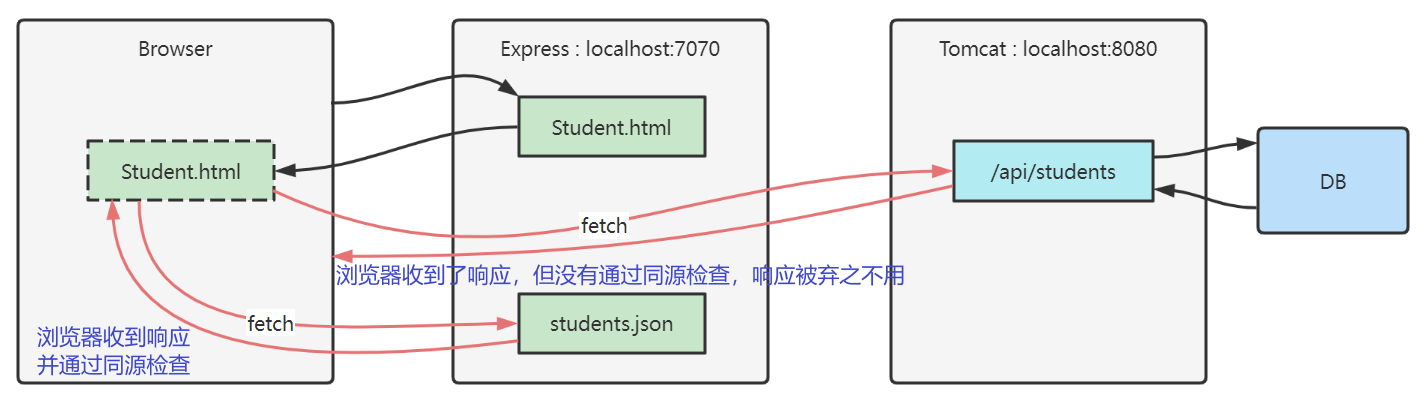 Browser
Express : localhost:7070
Tomcat : localhost:8080
Student.html
Student.html
/api/students
DB
fetch
浏览器收到了响应，但没有通过同源检查，响应被弃之不用
fetch
students.json
浏览器收到响应
并通过同源检查